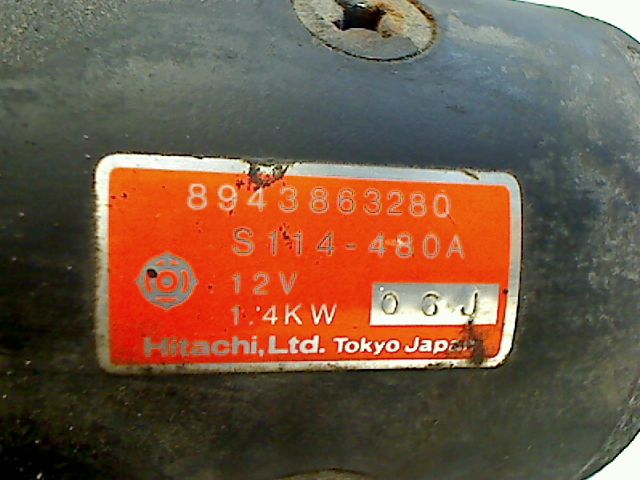 8943863280
S114-480A
12V
1.4KW 06J
Hitachi, Ltd. Tokyo Japan